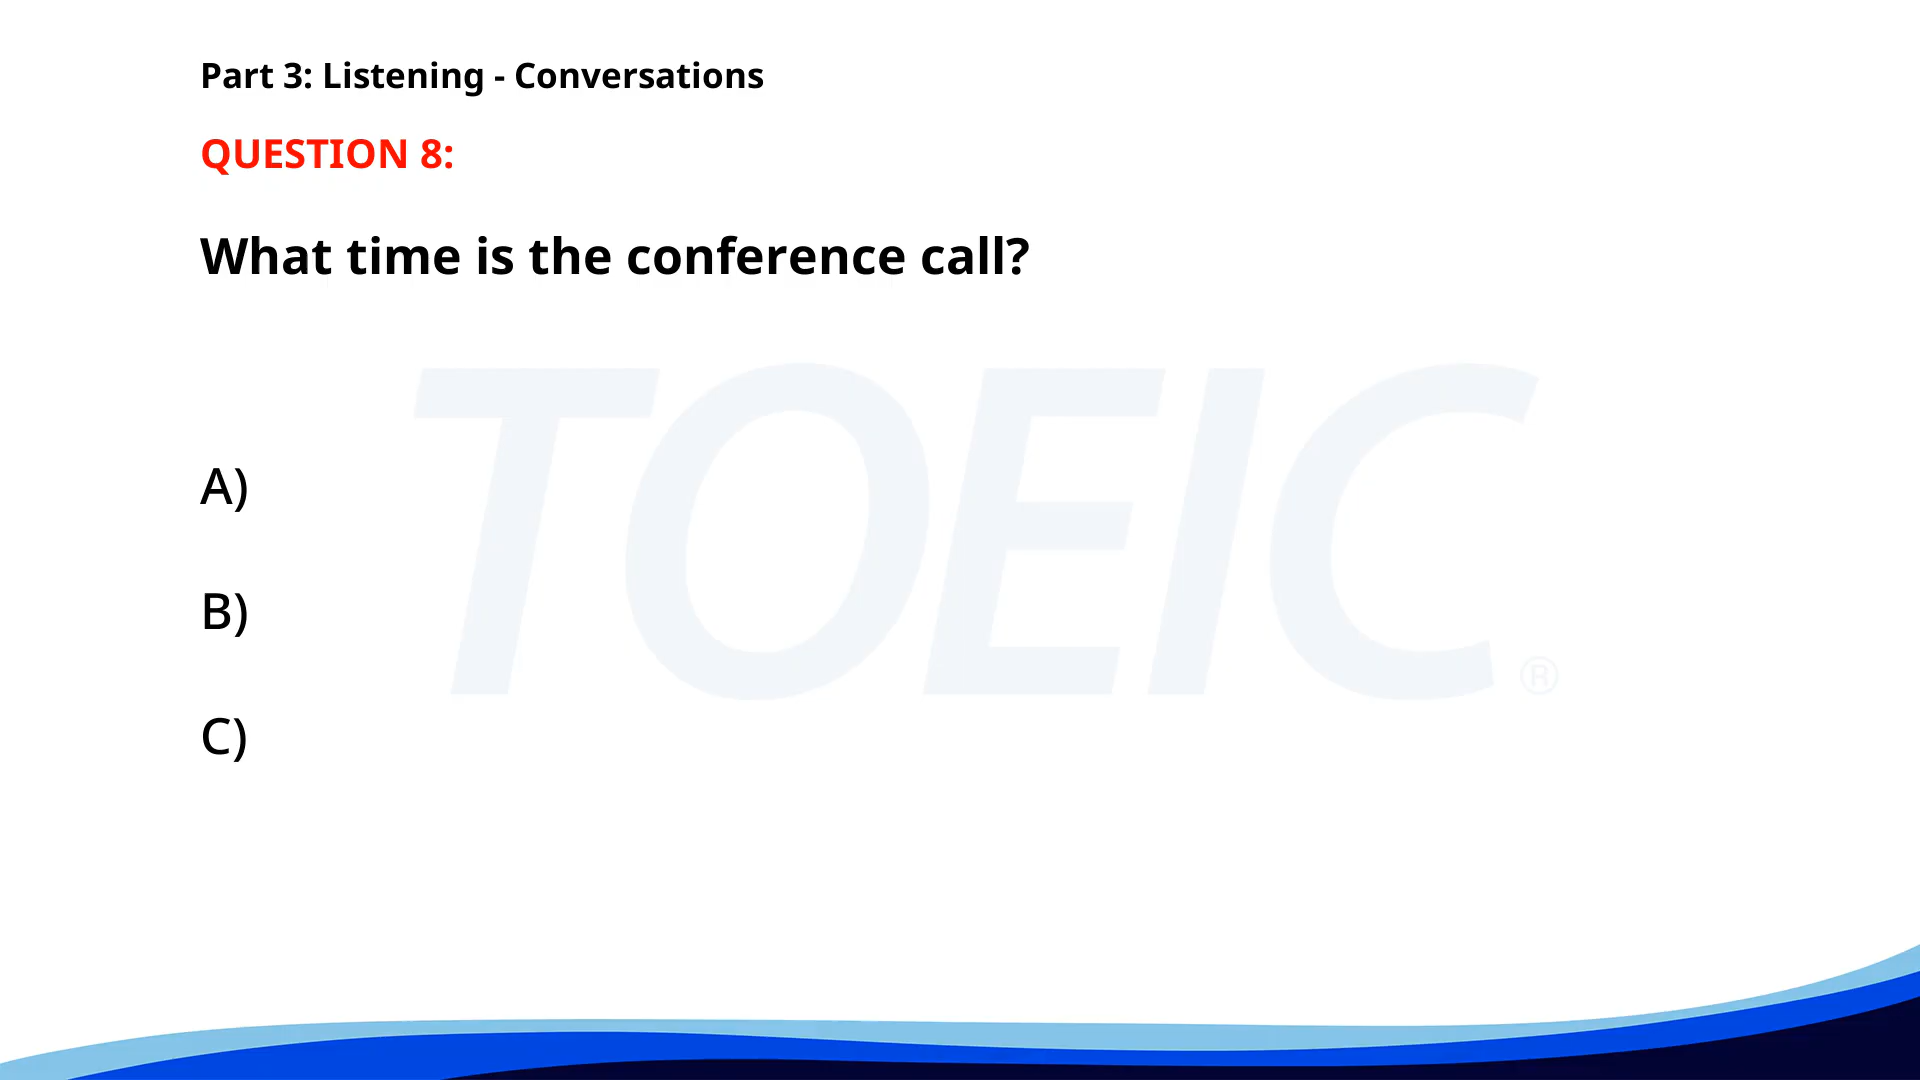 Part 3: Listening - Conversations
QUESTION 8:
What time is the conference call?
TOEIC®
A)
B)
C)